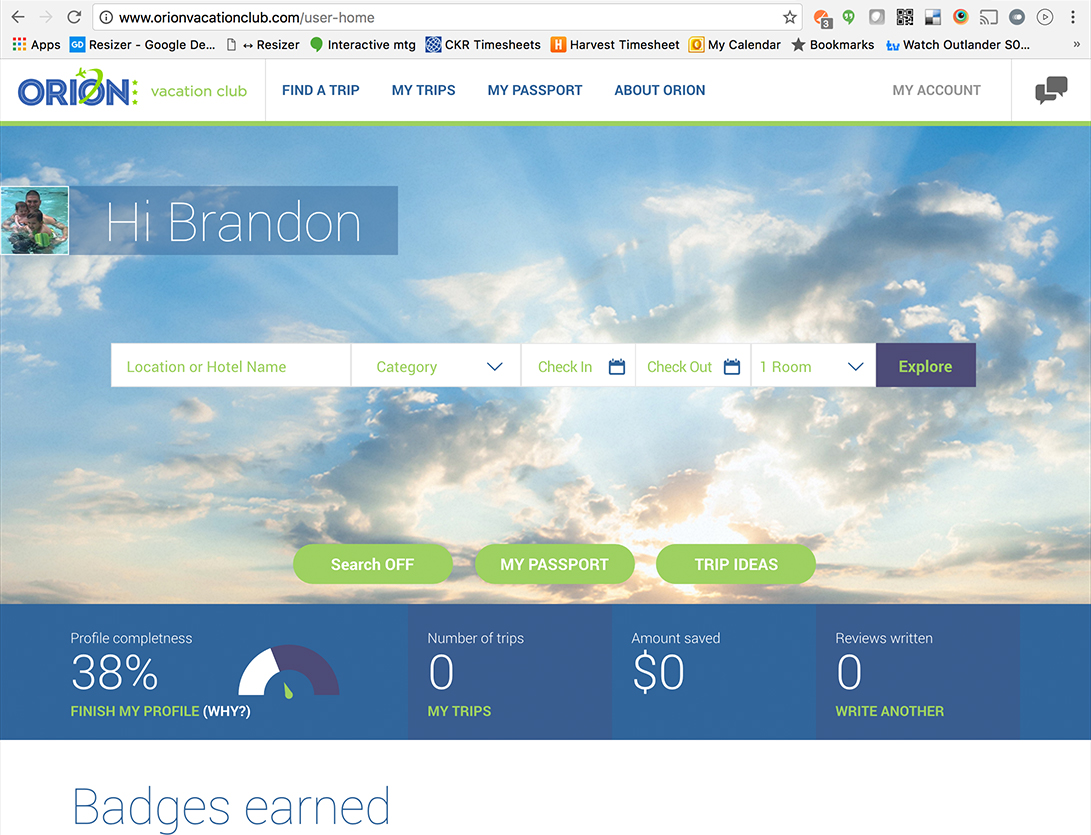 www.orionvacationclub.com/user-home
3
Apps GD Resizer - Google De... ↔ Resizer Interactive mtg CKR Timesheets H Harvest Timesheet O My Calendar Bookmarks tv Watch Outlander S0... »
ORION vacation club FIND A TRIP MY TRIPS MY PASSPORT ABOUT ORION MY ACCOUNT
Hi Brandon
Location or Hotel Name Category Check In Check Out 1 Room Explore
Search OFF MY PASSPORT TRIP IDEAS
Profile completness Number of trips Amount saved Reviews written
38% 0 $0 0
FINISH MY PROFILE (WHY?) MY TRIPS WRITE ANOTHER
Badges earned